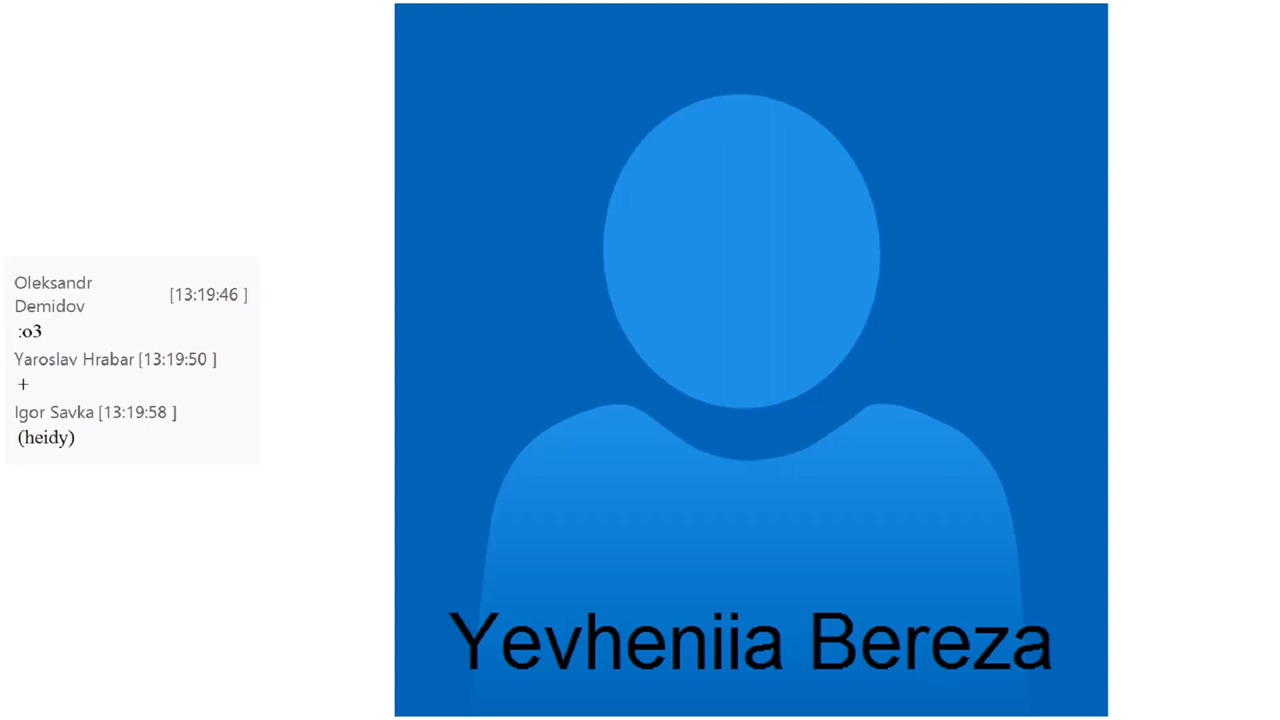 Oleksandr
Demidov [13:19:46 ]
:o3
Yaroslav Hrabar [13:19:50 ]
+
Igor Savka [13:19:58 ]
(heidy)
Yevheniia Bereza